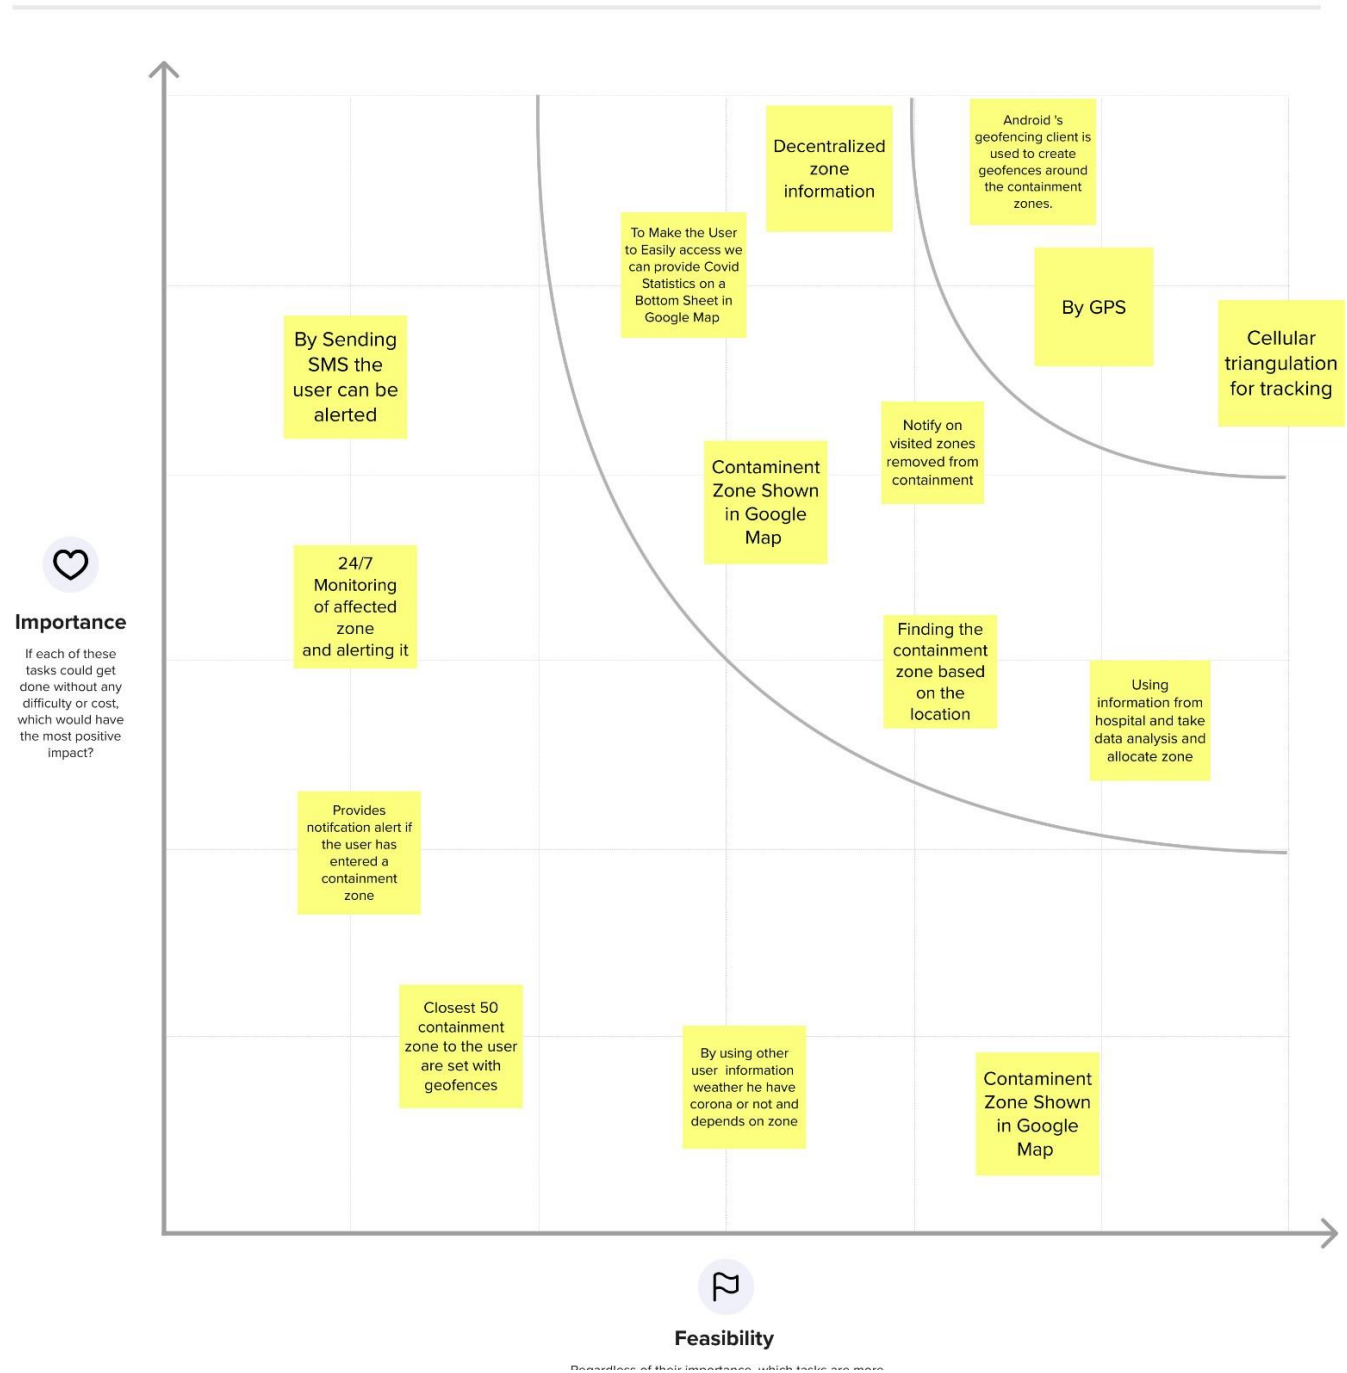 Android 's
geofencing client is
used to create
geofences around
the containment
zones.
Decentralized
zone
information
To Make the User
to Easily access we
can provide Covid
Statistics on a
Bottom Sheet in
Google Map
By GPS
Cellular
triangulation
for tracking
By Sending
SMS the
user can be
alerted
Notify on
visited zones
removed from
containment
Contaminent
Zone Shown
in Google
Map
24/7
Monitoring
of affected
zone
and alerting it
Importance
If each of these
tasks could get
done without any
difficulty or cost,
which would have
the most positive
impact?
Finding the
containment
zone based
on the
location
Using
information from
hospital and take
data analysis and
allocate zone
Provides
notifcation alert if
the user has
entered a
containment
zone
Closest 50
containment
zone to the user
are set with
geofences
By using other
user information
weather he have
corona or not and
depends on zone
Contaminent
Zone Shown
in Google
Map
Feasibility
Regardless of their importance, which tasks are more